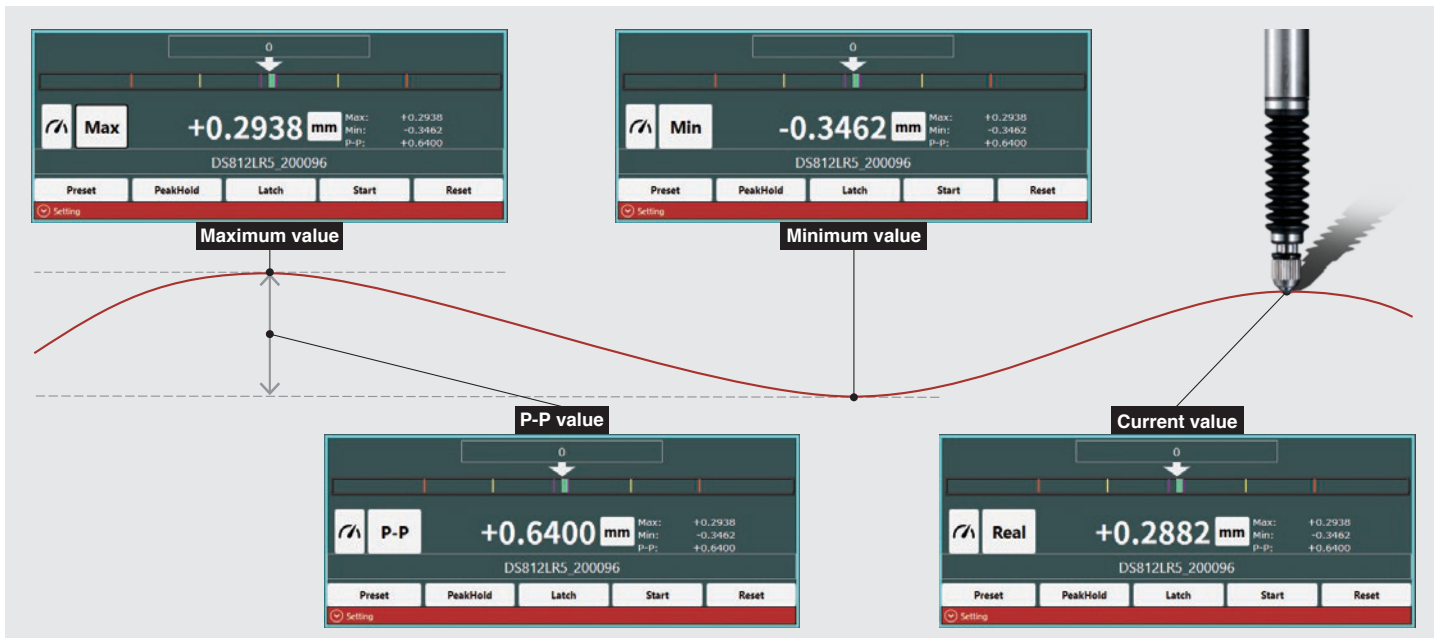 0
Max
+0.2938 mm
Max: +0.2938
Min: -0.3462
P-P: +0.6400
DS812LR5_200096
Preset PeakHold Latch Start Reset
Setting
Maximum value
0
Min
-0.3462 mm
Max: +0.2938
Min: -0.3462
P-P: +0.6400
DS812LR5_200096
Preset PeakHold Latch Start Reset
Setting
Minimum value
P-P value
0
P-P
+0.6400 mm
Max: +0.2938
Min: -0.3462
P-P: +0.6400
DS812LR5_200096
Preset PeakHold Latch Start Reset
Setting
Current value
0
Real
+0.2882 mm
Max: +0.2938
Min: -0.3462
P-P: +0.6400
DS812LR5_200096
Preset PeakHold Latch Start Reset
Setting